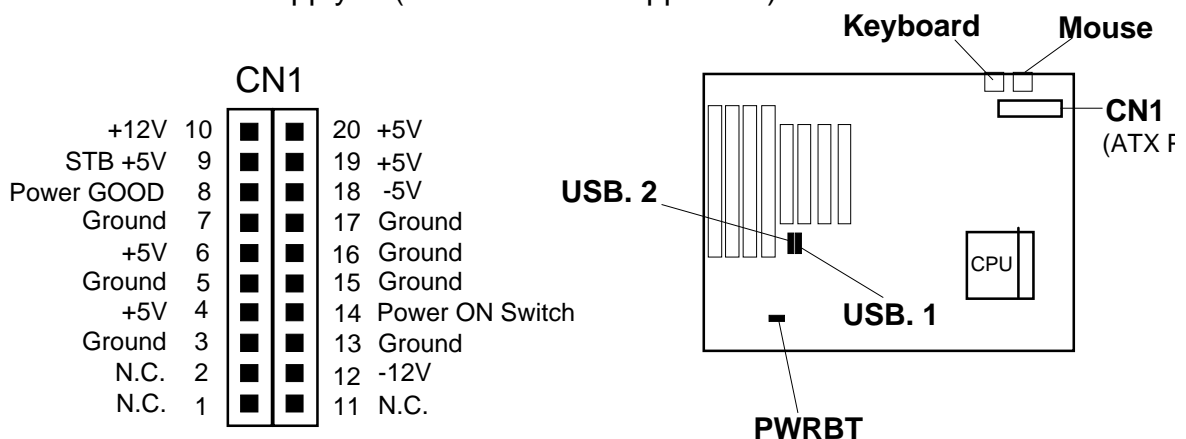 CN1
+12V 10 20 +5V
STB +5V 9 19 +5V
Power GOOD 8 18 -5V
Ground 7 17 Ground
+5V 6 16 Ground
Ground 5 15 Ground
+5V 4 14 Power ON Switch
Ground 3 13 Ground
N.C. 2 12 -12V
N.C. 1 11 N.C.
Keyboard Mouse
CN1
(ATX
USB. 2
CPU
USB. 1
PWRBT